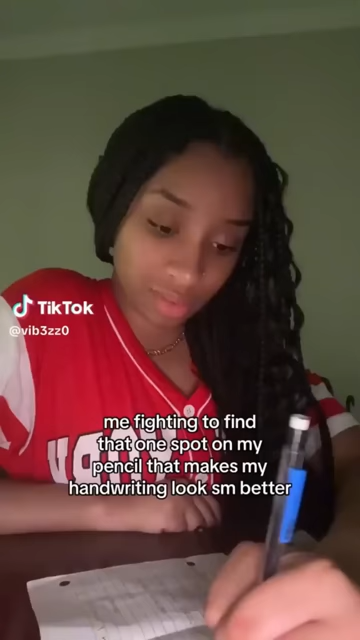 TikTok
@vib3zz0
me fighting to find
that one spot on my
pencil that makes my
handwriting look sm better